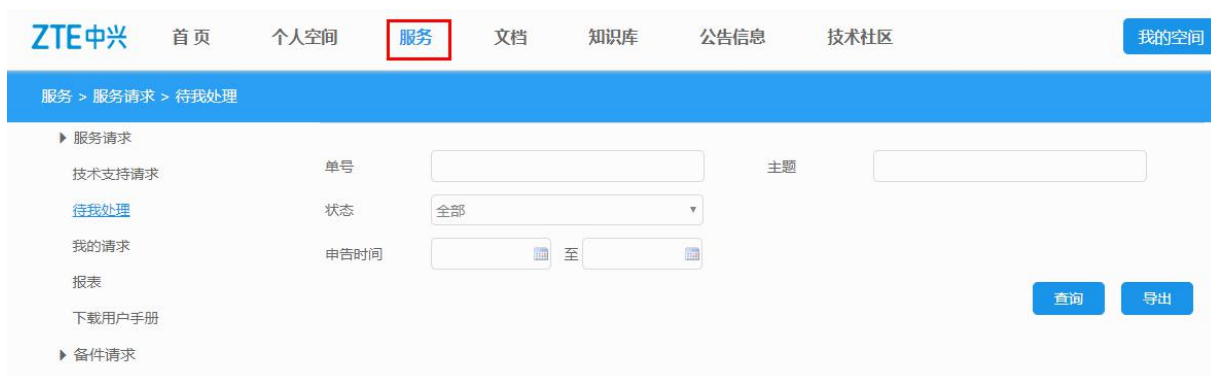 ZTE中兴 首页 个人空间 服务 文档 知识库 公告信息 技术社区 我的空间
服务 > 服务请求 > 待我处理
服务请求
技术支持请求
待我处理
我的请求
报表
下载用户手册
备件请求
单号 主题
状态 全部
申告时间 至
查询 导出